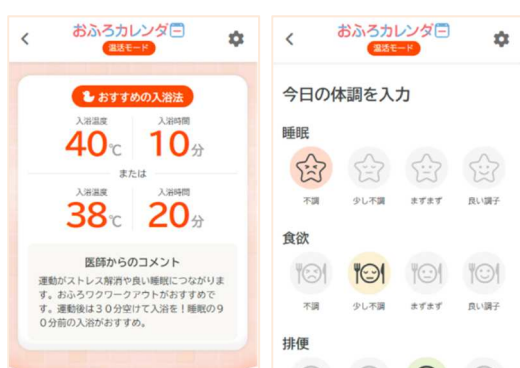 おふろカレンダ
温活モード
おすすめの入浴法
入浴温度
入浴時間
40℃
10分
または
入浴温度
入浴時間
38℃
20分
医師からのコメント
運動がストレス解消や良い睡眠につながりま
す。おふろワクワークアウトがおすすめで
す。運動後は30分空けて入浴を！睡眠の9
0分前の入浴がおすすめ。
おふろカレンダ
温活モード
今日の体調を入力
睡眠
不調
少し不調
まずまず
良い調子
食欲
不調
少し不調
まずまず
良い調子
排便